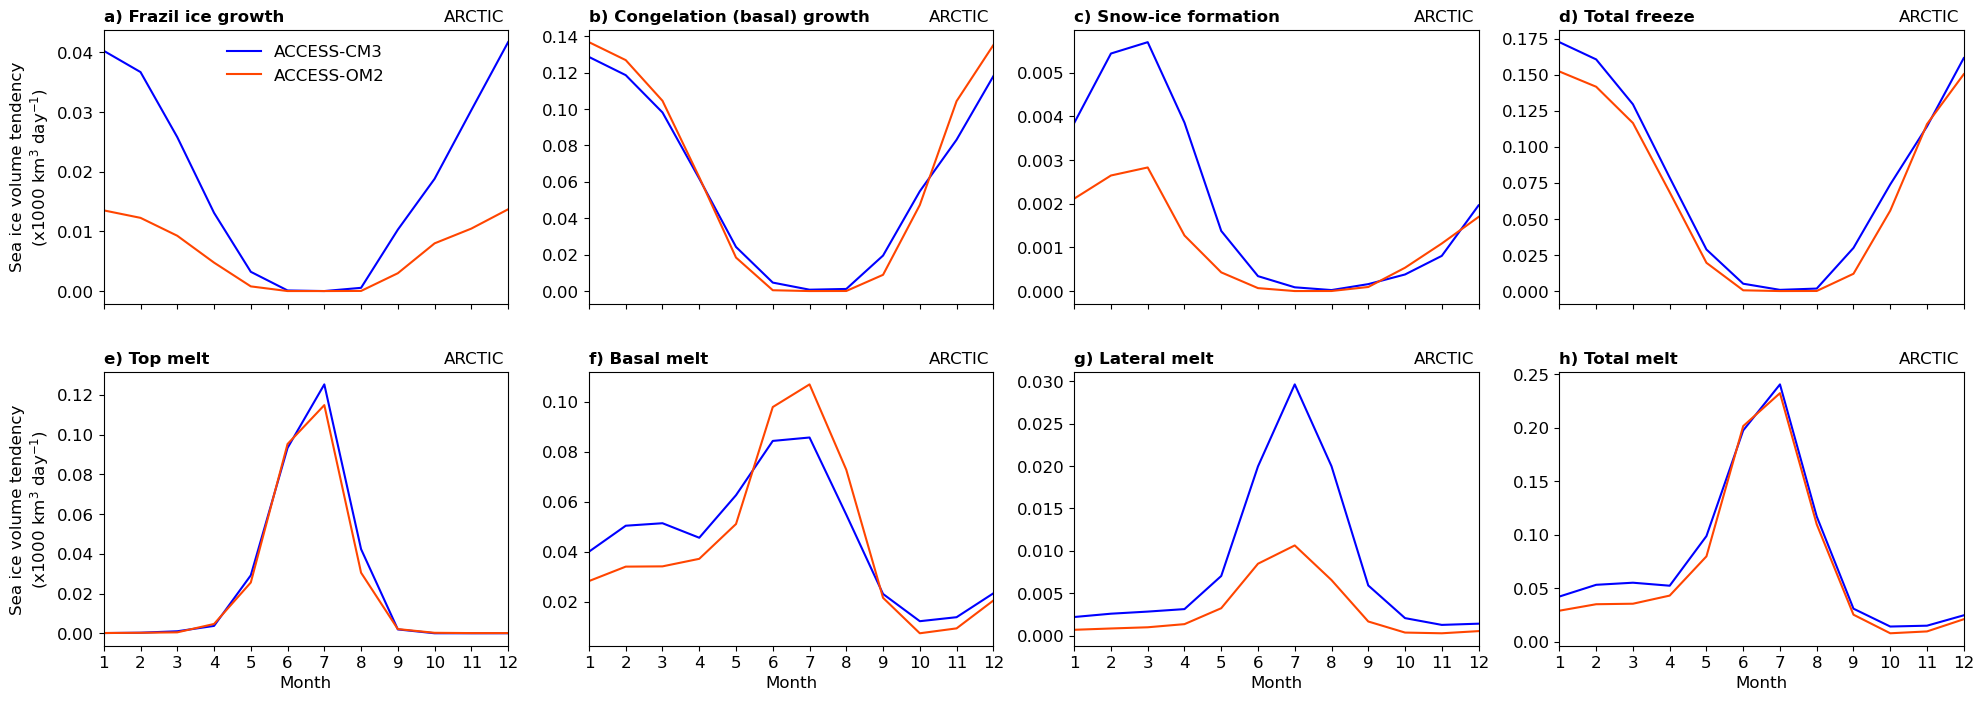 a) Frazil ice growth ARCTIC
b) Congelation (basal) growth ARCTIC
c) Snow-ice formation ARCTIC
d) Total freeze ARCTIC
Sea ice volume tendency
(x1000 km³ day⁻¹)
ACCESS-CM3
ACCESS-OM2
0.04
0.03
0.02
0.01
0.00
0.14
0.12
0.10
0.08
0.06
0.04
0.02
0.00
0.005
0.004
0.003
0.002
0.001
0.000
0.175
0.150
0.125
0.100
0.075
0.050
0.025
0.000
e) Top melt ARCTIC
f) Basal melt ARCTIC
g) Lateral melt ARCTIC
h) Total melt ARCTIC
Sea ice volume tendency
(x1000 km³ day⁻¹)
0.12
0.10
0.08
0.06
0.04
0.02
0.00
1 2 3 4 5 6 7 8 9 10 11 12
Month
0.10
0.08
0.06
0.04
0.02
1 2 3 4 5 6 7 8 9 10 11 12
Month
0.030
0.025
0.020
0.015
0.010
0.005
0.000
1 2 3 4 5 6 7 8 9 10 11 12
Month
0.25
0.20
0.15
0.10
0.05
0.00
1 2 3 4 5 6 7 8 9 10 11 12
Month